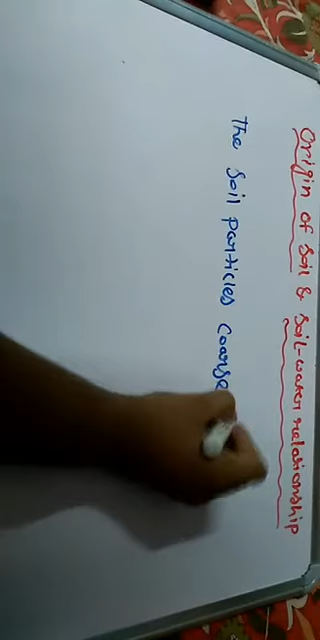 Origin of Soil & Soil-water relationship
The Soil particles Coarse